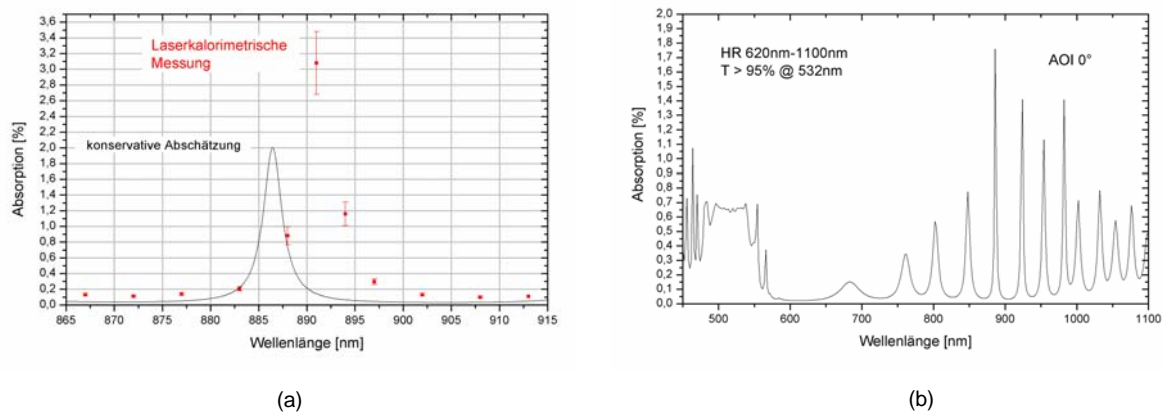 3,6
3,4
3,2
3,0
2,8
2,6
2,4
2,2
2,0
1,8
1,6
1,4
1,2
1,0
0,8
0,6
0,4
0,2
0,0
Absorption [%]
Laserkalorimetrische
Messung
konservative Abschätzung
865 870 875 880 885 890 895 900 905 910 915
Wellenlänge [nm]
(a)
2,0
1,9
1,8
1,7
1,6
1,5
1,4
1,3
1,2
1,1
1,0
0,9
0,8
0,7
0,6
0,5
0,4
0,3
0,2
0,1
0,0
Absorption [%]
HR 620nm-1100nm
T > 95% @ 532nm
AOI 0°
500 600 700 800 900 1000 1100
Wellenlänge [nm]
(b)